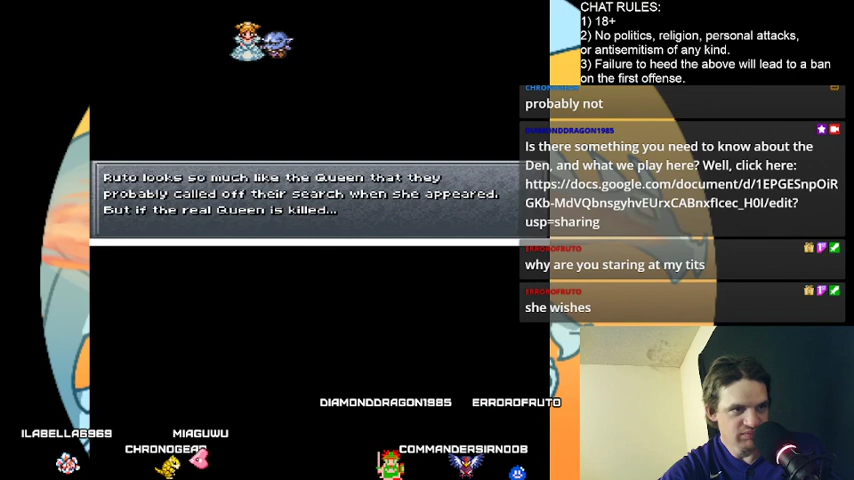 CHAT RULES:
1) 18+
2) No politics, religion, personal attacks,
or antisemitism of any kind.
3) Failure to heed the above will lead to a ban
on the first offense.
probably not
DIAMONDDRAGON1985
Is there something you need to know about the
Den, and what we play here? Well, click here:
https://docs.google.com/document/d/1EPGESnpOiR
GKb-MdVQbnsgyhvEUrxCABnxfIcec_H0I/edit?
usp=sharing
ERROROFRUTO
why are you staring at my tits
ERROROFRUTO
she wishes
Ruto looks so much like the Queen that they
probably called off their search when she appeared.
But if the real Queen is killed...
DIAMONDDRAGON1985
ERROROFRUTO
ILABELLA6969
MIAGUWU
CHRONOGEAR
COMMANDERSIRNOOB